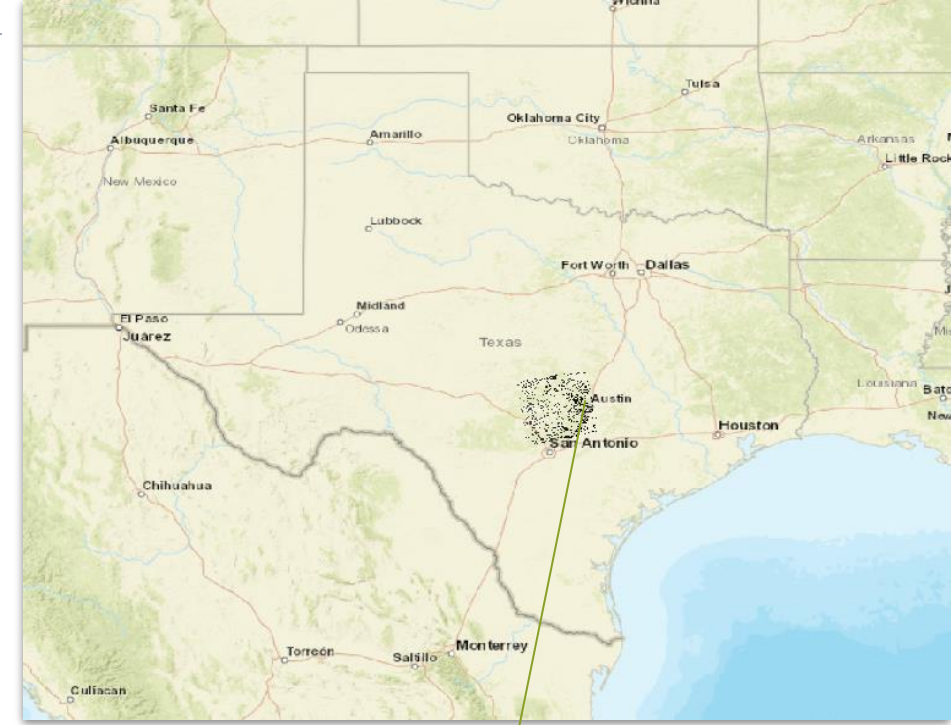 Wichita
Tulsa
Santa Fe
Oklahoma City
Amarillo
Albuquerque
Oklahoma
Arkansas
Little Rock
New Mexico
Lubbock
Fort Worth
Dallas
Midland
El Paso
Odessa
Juárez
Texas
Louisiana
Austin
Houston
San Antonio
Chihuahua
Monterrey
Torreón
Saltillo
Culiacan